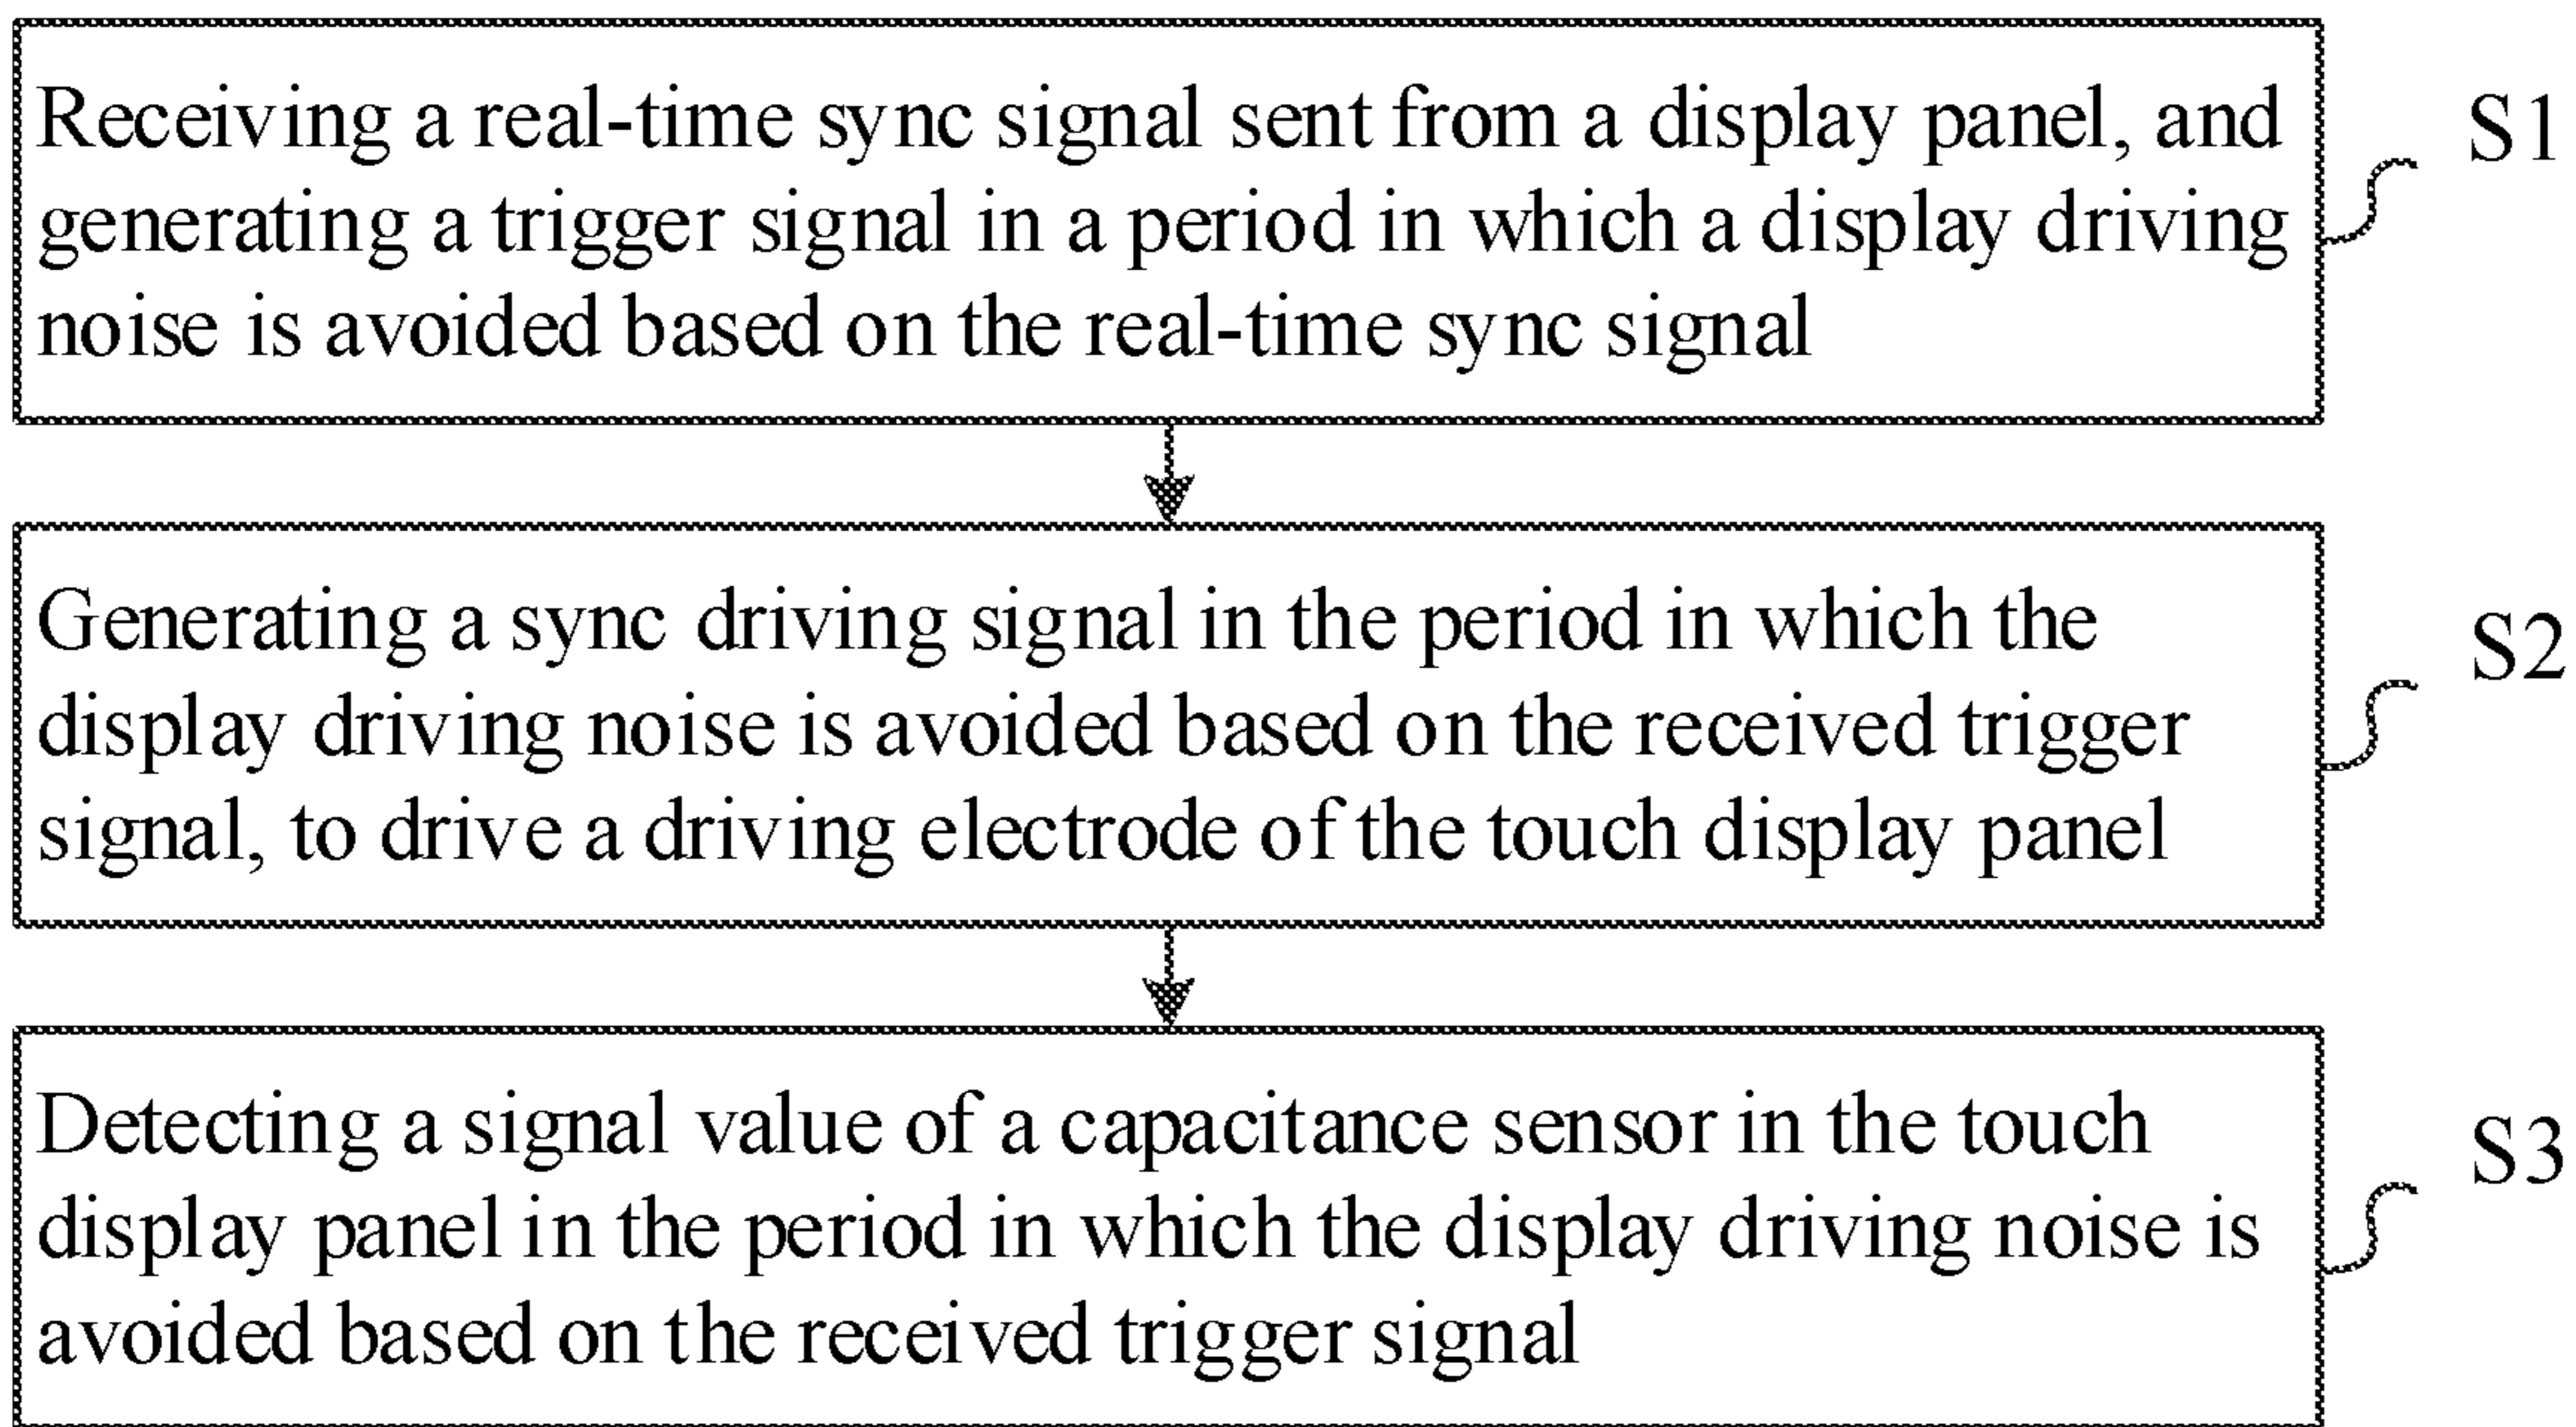 Receiving a real-time sync signal sent from a display panel, and
generating a trigger signal in a period in which a display driving
noise is avoided based on the real-time sync signal
S1
Generating a sync driving signal in the period in which the
display driving noise is avoided based on the received trigger
signal, to drive a driving electrode of the touch display panel
S2
Detecting a signal value of a capacitance sensor in the touch
display panel in the period in which the display driving noise is
avoided based on the received trigger signal
S3